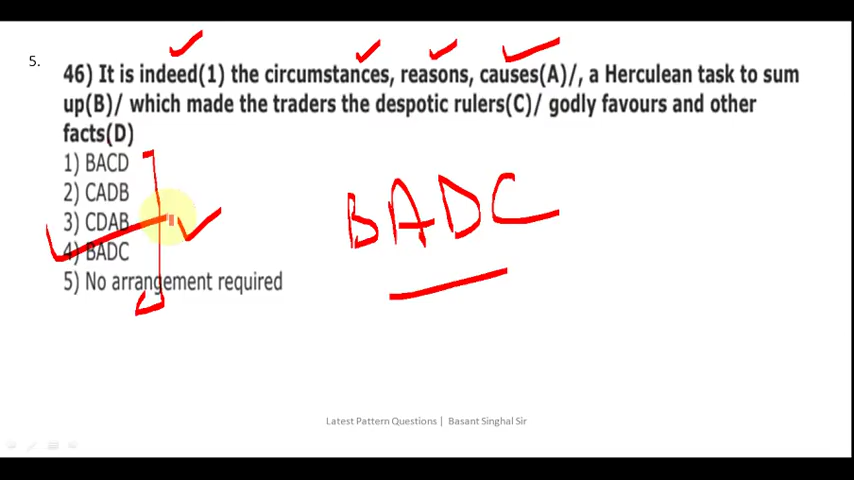 5.
46) It is indeed(1) the circumstances, reasons, causes(A)/, a Herculean task to sum
up(B)/ which made the traders the despotic rulers(C)/ godly favours and other
facts(D)
1) BACD
2) CADB
3) CDAB
4) BADC
5) No arrangement required
BADC
Latest Pattern Questions | Basant Singhal Sir